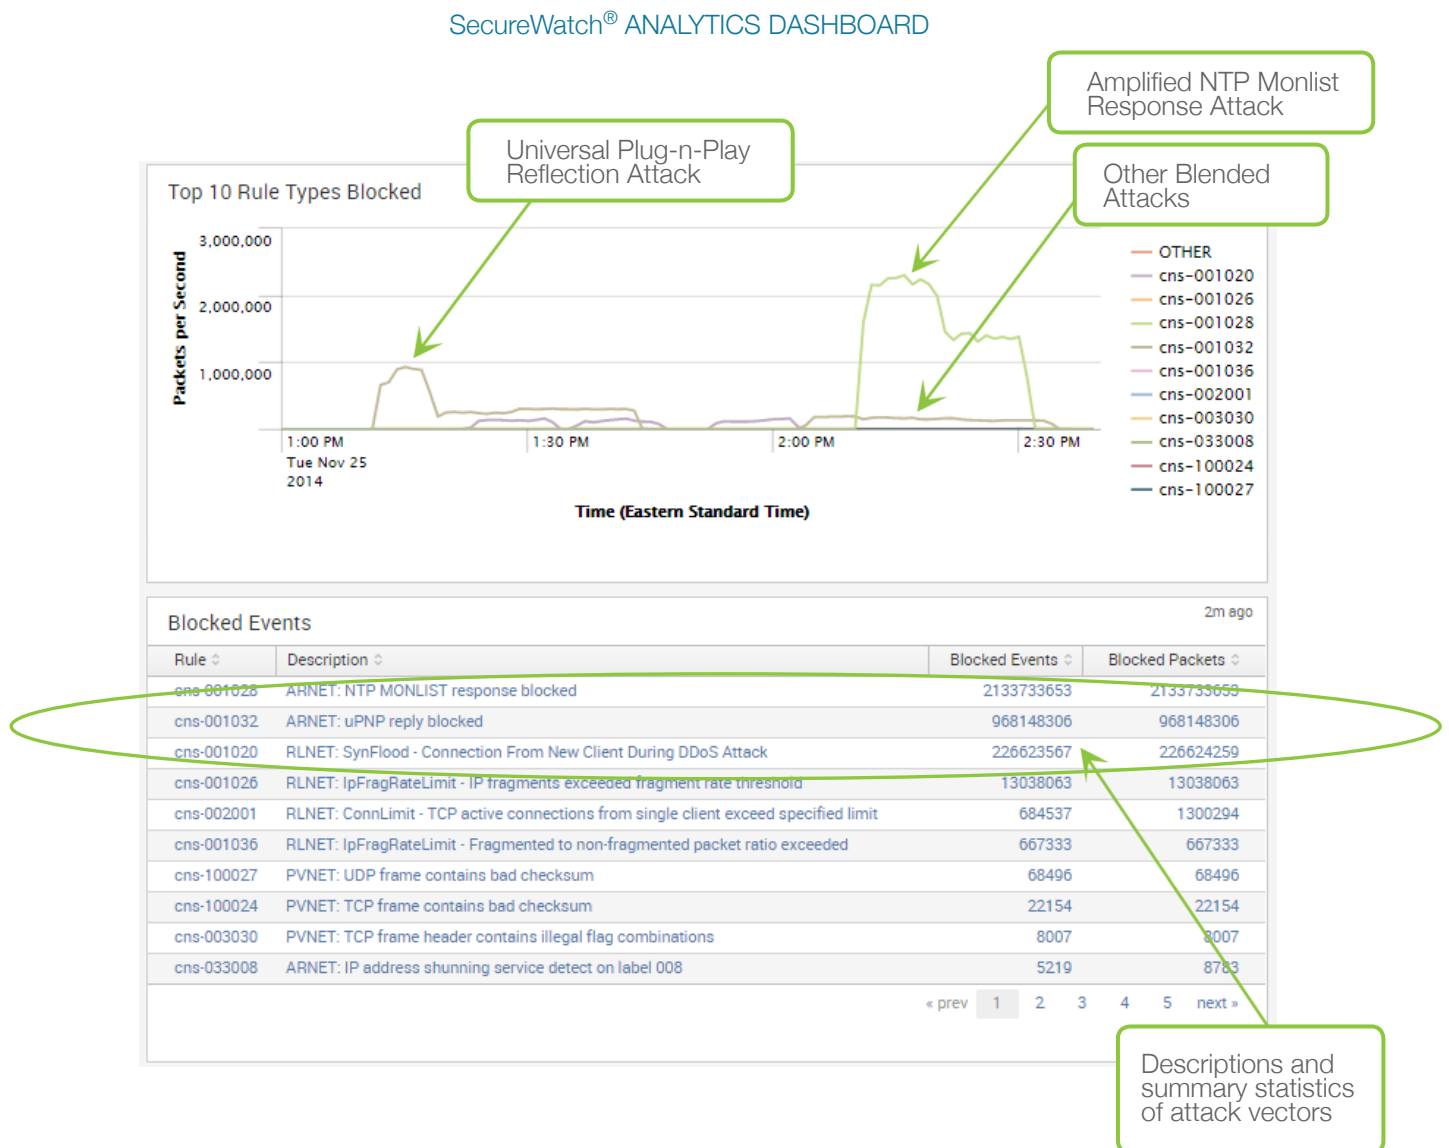 SecureWatch® ANALYTICS DASHBOARD
Amplified NTP Monlist
Response Attack
Universal Plug-n-Play
Reflection Attack
Other Blended
Attacks
Top 10 Rule Types Blocked
Packets per Second
3,000,000
2,000,000
1,000,000
1:00 PM
Tue Nov 25
2014
1:30 PM
2:00 PM
2:30 PM
Time (Eastern Standard Time)
OTHER
cns-001020
cns-001026
cns-001028
cns-001032
cns-001036
cns-002001
cns-003030
cns-033008
cns-100024
cns-100027
Blocked Events
2m ago
Rule Description Blocked Events Blocked Packets
cns-001028 ARNET: NTP MONLIST response blocked 2133733653 2133733653
cns-001032 ARNET: uPNP reply blocked 968148306 968148306
cns-001020 RLNET: SynFlood - Connection From New Client During DDoS Attack 226623567 226624259
cns-001026 RLNET: IpFragRateLimit - IP fragments exceeded fragment rate threshold 13038063 13038063
cns-002001 RLNET: ConnLimit - TCP active connections from single client exceed specified limit 684537 1300294
cns-001036 RLNET: IpFragRateLimit - Fragmented to non-fragmented packet ratio exceeded 667333 667333
cns-100027 PVNET: UDP frame contains bad checksum 68496 68496
cns-100024 PVNET: TCP frame contains bad checksum 22154 22154
cns-003030 PVNET: TCP frame header contains illegal flag combinations 8007 8007
cns-033008 ARNET: IP address shunning service detect on label 008 5219 8783
« prev 1 2 3 4 5 next »
Descriptions and
summary statistics
of attack vectors